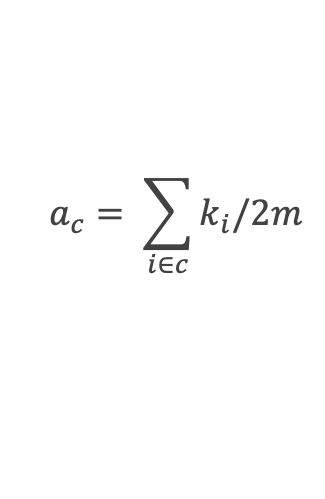 a_c = ∑_{i∈c} k_i/2m